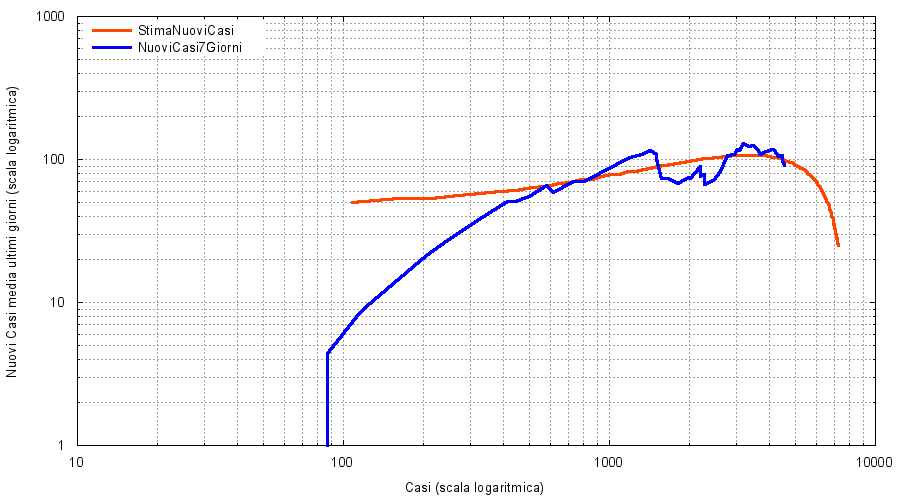 1000
StimaNuoviCasi
NuoviCasi7Giorni
100
10
1
10
100
1000
10000
Nuovi Casi media ultimi giorni (scala logaritmica)
Casi (scala logaritmica)